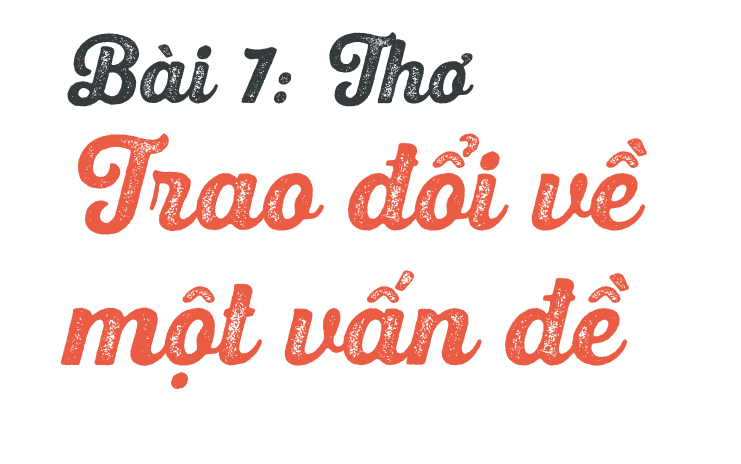 Bài 7: Thơ
Trao đổi về
một vấn đề